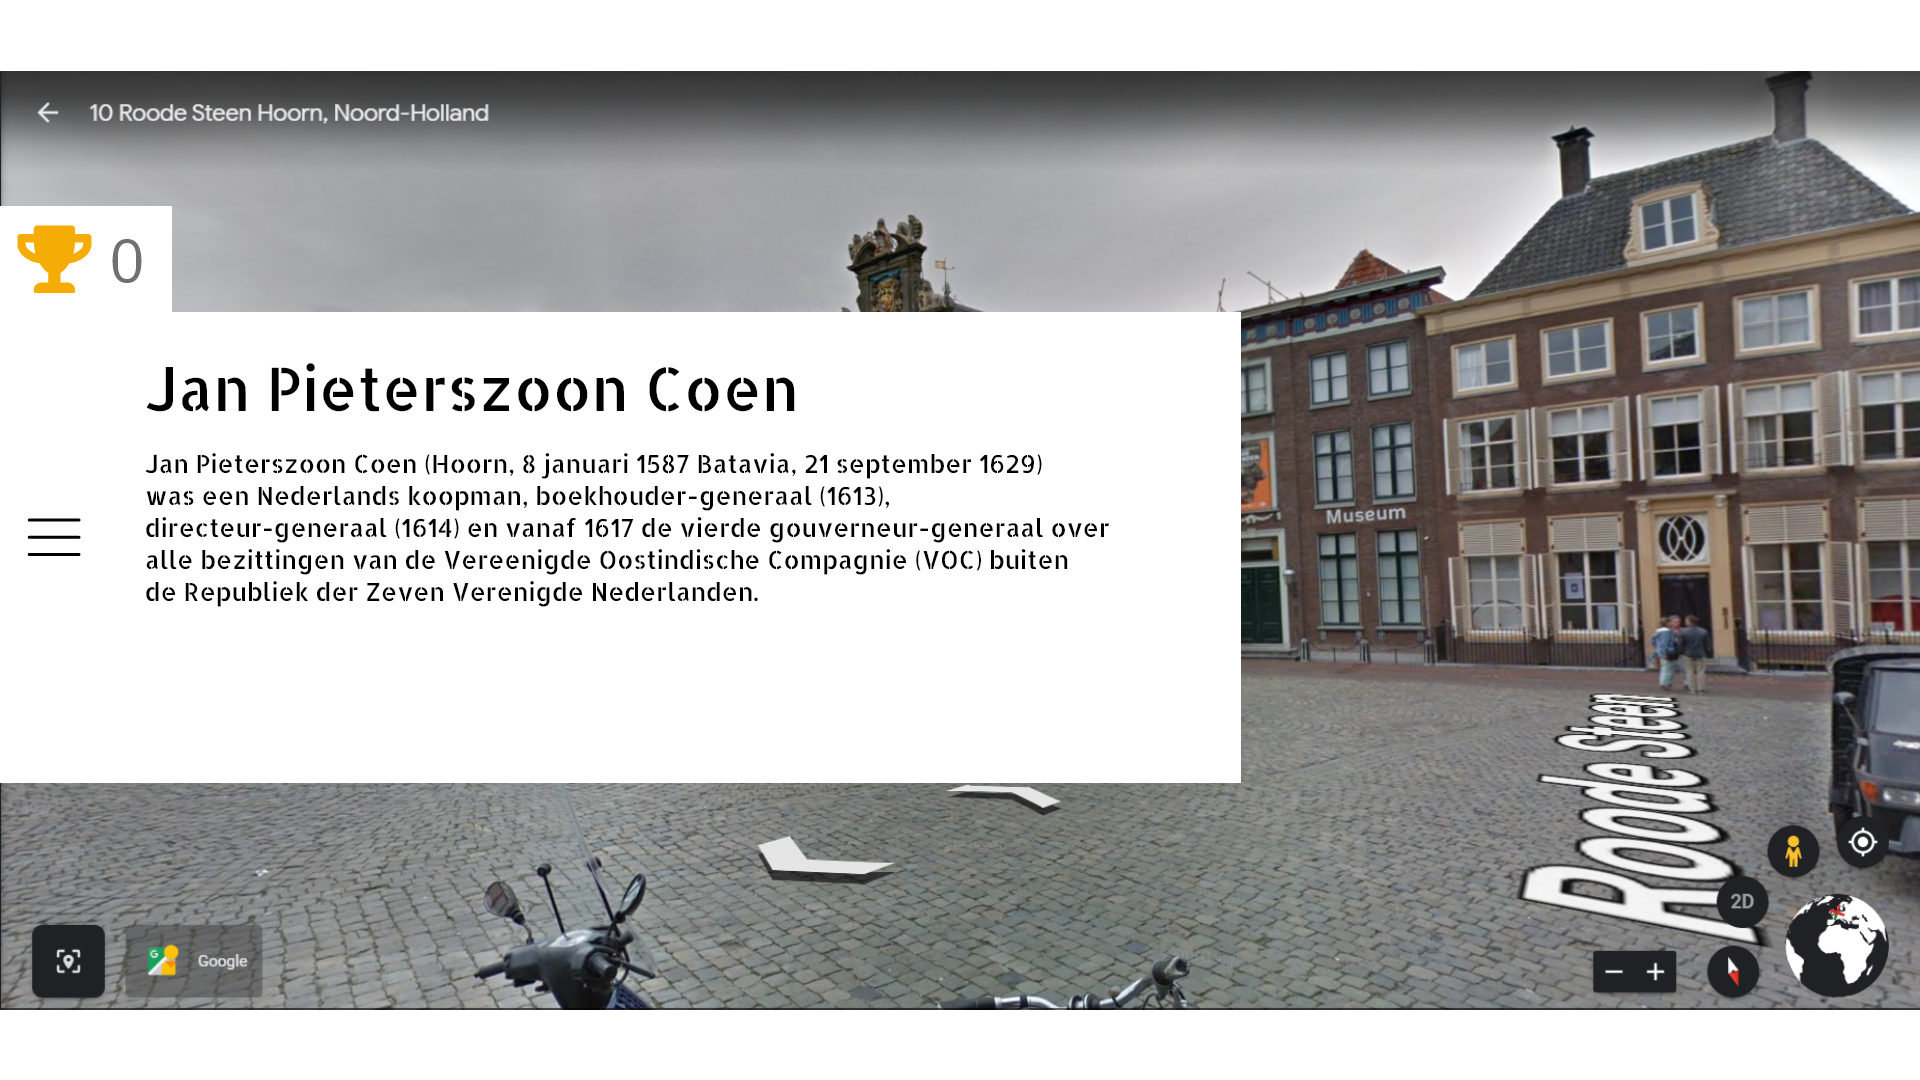 10 Roode Steen Hoorn, Noord-Holland
0
Jan Pieterszoon Coen
Jan Pieterszoon Coen (Hoorn, 8 januari 1587 Batavia, 21 september 1629)
was een Nederlands koopman, boekhouder-generaal (1613),
directeur-generaal (1614) en vanaf 1617 de vierde gouverneur-generaal over
alle bezittingen van de Vereenigde Oostindische Compagnie (VOC) buiten
de Republiek der Zeven Verenigde Nederlanden.
Museum
Roode Steen
2D
G
Google